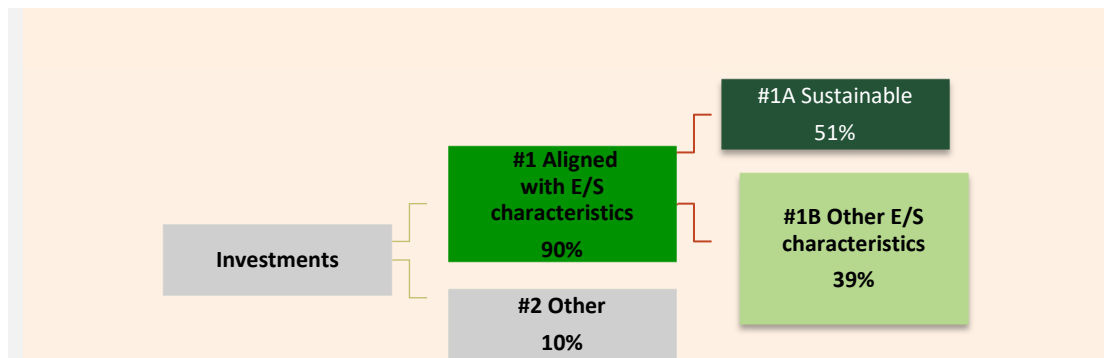 #1A Sustainable
51%
#1 Aligned
with E/S
characteristics
90%
#1B Other E/S
characteristics
39%
Investments
#2 Other
10%